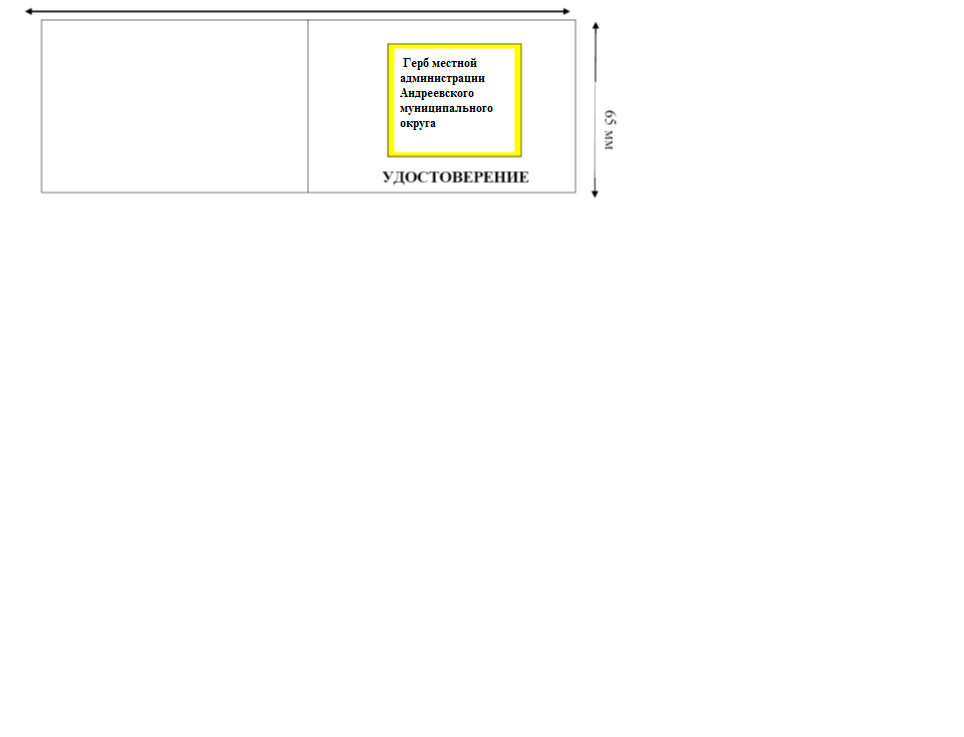 Герб местной
администрации
Андреевского
муниципального
округа
УДОСТОВЕРЕНИЕ
65 мм